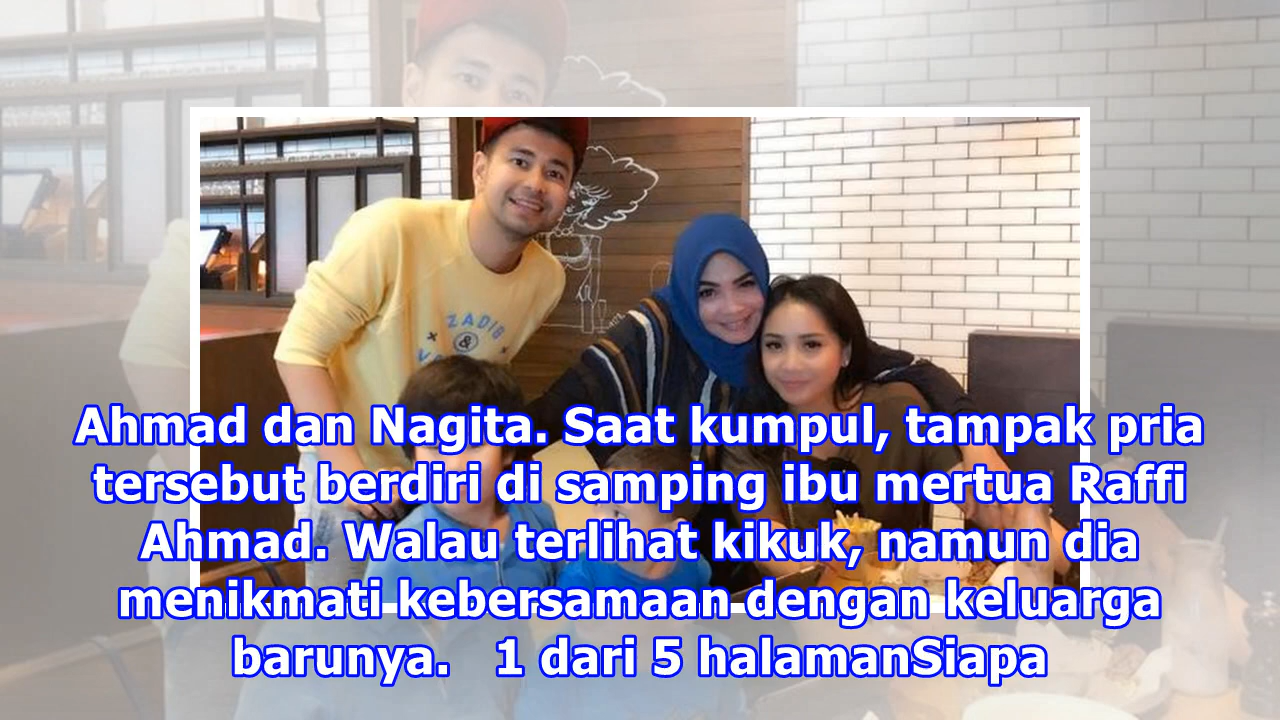 ZADIG
&
Ahmad dan Nagita. Saat kumpul, tampak pria
tersebut berdiri di samping ibu mertua Raffi
Ahmad. Walau terlihat kikuk, namun dia
menikmati kebersamaan dengan keluarga
barunya.   1 dari 5 halamanSiapa